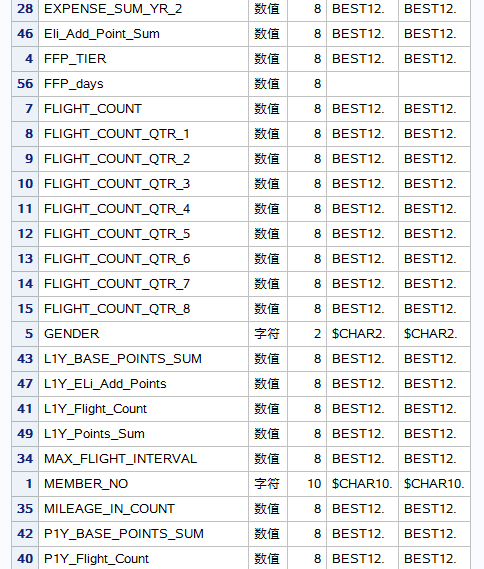 28 EXPENSE_SUM_YR_2 数值 8 BEST12. BEST12.
46 Eli_Add_Point_Sum 数值 8 BEST12. BEST12.
4 FFP_TIER 数值 8 BEST12. BEST12.
56 FFP_days 数值 8
7 FLIGHT_COUNT 数值 8 BEST12. BEST12.
8 FLIGHT_COUNT_QTR_1 数值 8 BEST12. BEST12.
9 FLIGHT_COUNT_QTR_2 数值 8 BEST12. BEST12.
10 FLIGHT_COUNT_QTR_3 数值 8 BEST12. BEST12.
11 FLIGHT_COUNT_QTR_4 数值 8 BEST12. BEST12.
12 FLIGHT_COUNT_QTR_5 数值 8 BEST12. BEST12.
13 FLIGHT_COUNT_QTR_6 数值 8 BEST12. BEST12.
14 FLIGHT_COUNT_QTR_7 数值 8 BEST12. BEST12.
15 FLIGHT_COUNT_QTR_8 数值 8 BEST12. BEST12.
5 GENDER 字符 2 $CHAR2. $CHAR2.
43 L1Y_BASE_POINTS_SUM 数值 8 BEST12. BEST12.
47 L1Y_ELi_Add_Points 数值 8 BEST12. BEST12.
41 L1Y_Flight_Count 数值 8 BEST12. BEST12.
49 L1Y_Points_Sum 数值 8 BEST12. BEST12.
34 MAX_FLIGHT_INTERVAL 数值 8 BEST12. BEST12.
1 MEMBER_NO 字符 10 $CHAR10. $CHAR10.
35 MILEAGE_IN_COUNT 数值 8 BEST12. BEST12.
42 P1Y_BASE_POINTS_SUM 数值 8 BEST12. BEST12.
40 P1Y_Flight_Count 数值 8 BEST12. BEST12.